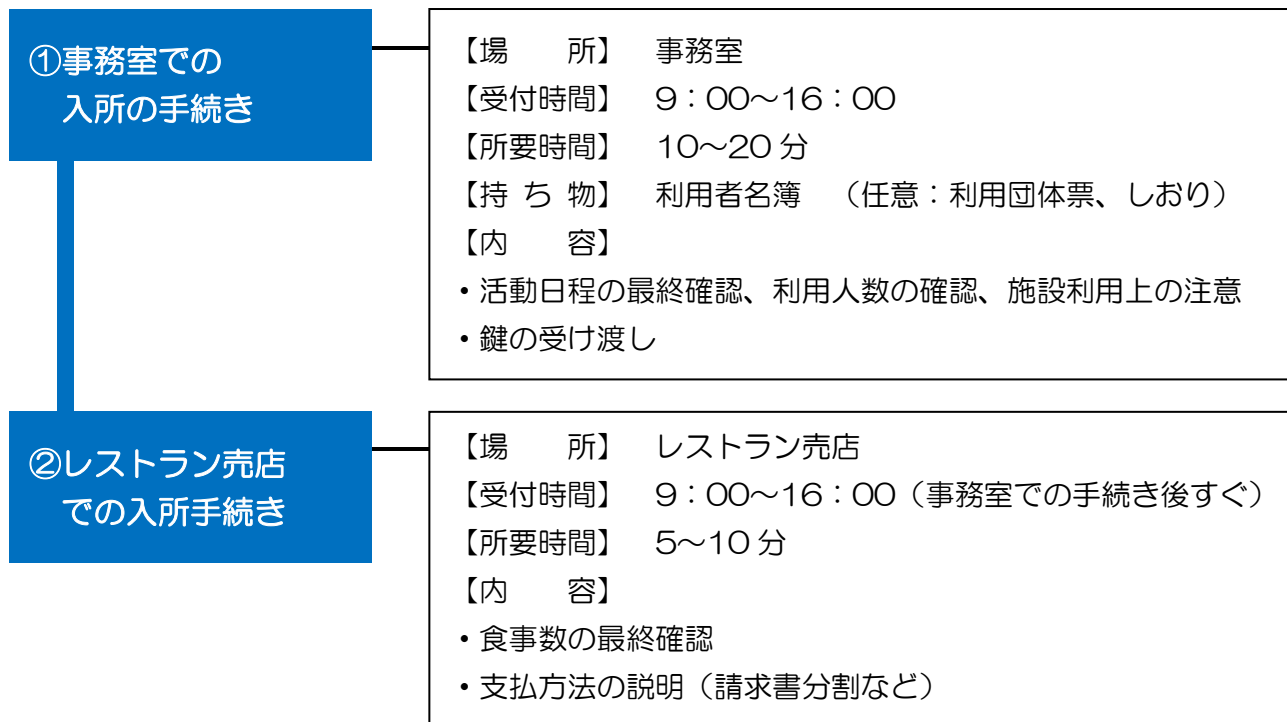 ①事務室での
入所の手続き
【場　　所】　事務室
【受付時間】　9：00～16：00
【所要時間】　10～20分
【持 ち 物】　利用者名簿　（任意：利用団体票、しおり）
【内　　容】
・活動日程の最終確認、利用人数の確認、施設利用上の注意
・鍵の受け渡し
②レストラン売店
での入所手続き
【場　　所】　レストラン売店
【受付時間】　9：00～16：00（事務室での手続き後すぐ）
【所要時間】　5～10分
【内　　容】
・食事数の最終確認
・支払方法の説明（請求書分割など）